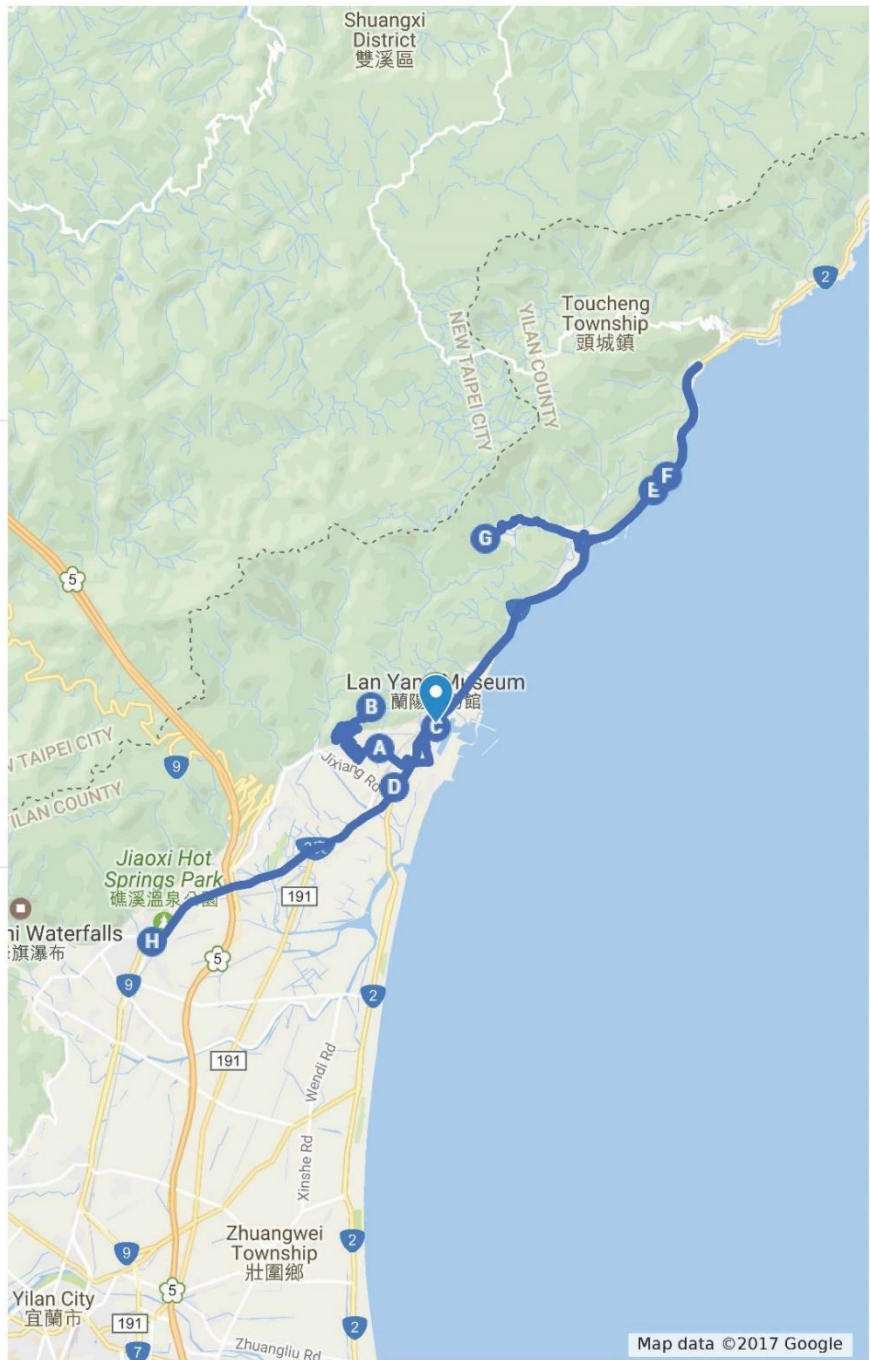 Shuangxi
District
雙溪區
2
Toucheng
Township
頭城鎮
NEW TAIPEI CITY
YILAN COUNTY
F
E
G
5
Lan Yang Museum
B
蘭陽
物館
C
A
9
TAIPEI CITY
YILAN COUNTY
Jixiang Rd
D
Jiaoxi Hot
Springs Park
礁溪溫泉公園
191
Waterfalls
旗瀑布
H
5
9
2
191
Wendi Rd
Xinshe Rd
Zhuangwei
Township
壯圍鄉
9
2
5
Yilan City
宜蘭市
191
7
2
Zhuangliu Rd
Map data ©2017 Google